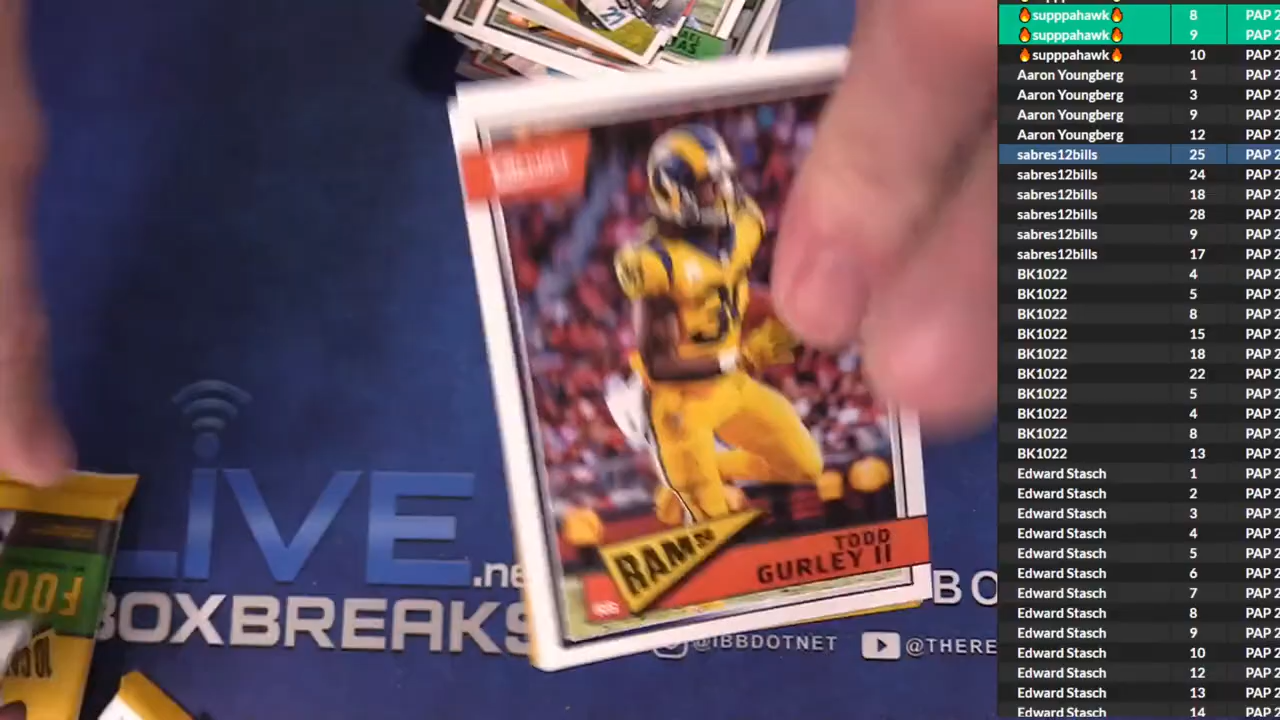 TODD
GURLEY II
RAMS
LIVE.ne
BOXBREAKS
@IBBDOTNET
@THERE
BO
FOO
🔥supppahawk🔥 8 PAP 2
🔥supppahawk🔥 9 PAP 2
🔥supppahawk🔥 10 PAP 2
Aaron Youngberg 1 PAP 2
Aaron Youngberg 3 PAP 2
Aaron Youngberg 9 PAP 2
Aaron Youngberg 12 PAP 2
sabres12bills 25 PAP 2
sabres12bills 24 PAP 2
sabres12bills 18 PAP 2
sabres12bills 28 PAP 2
sabres12bills 9 PAP 2
sabres12bills 17 PAP 2
BK1022 4 PAP 2
BK1022 5 PAP 2
BK1022 8 PAP 2
BK1022 15 PAP 2
BK1022 18 PAP 2
BK1022 22 PAP 2
BK1022 5 PAP 2
BK1022 4 PAP 2
BK1022 8 PAP 2
BK1022 13 PAP 2
Edward Stasch 1 PAP 2
Edward Stasch 2 PAP 2
Edward Stasch 3 PAP 2
Edward Stasch 4 PAP 2
Edward Stasch 5 PAP 2
Edward Stasch 6 PAP 2
Edward Stasch 7 PAP 2
Edward Stasch 8 PAP 2
Edward Stasch 9 PAP 2
Edward Stasch 10 PAP 2
Edward Stasch 12 PAP 2
Edward Stasch 13 PAP 2
Edward Stasch 14 PAP 2